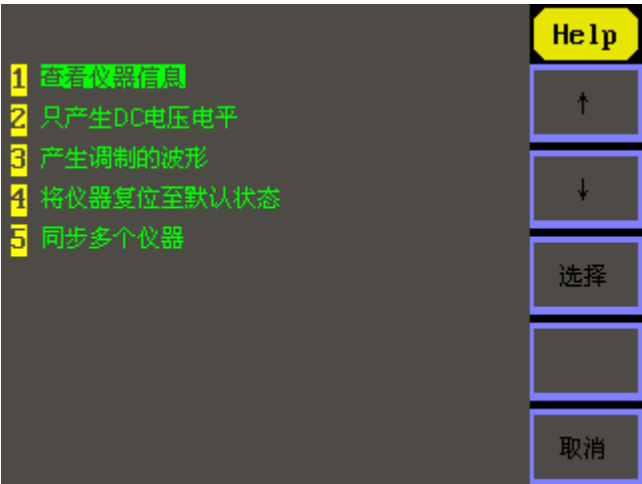 Help
1 查看仪器信息
2 只产生DC电压电平
3 产生调制的波形
4 将仪器复位至默认状态
5 同步多个仪器
↑
↓
选择
取消